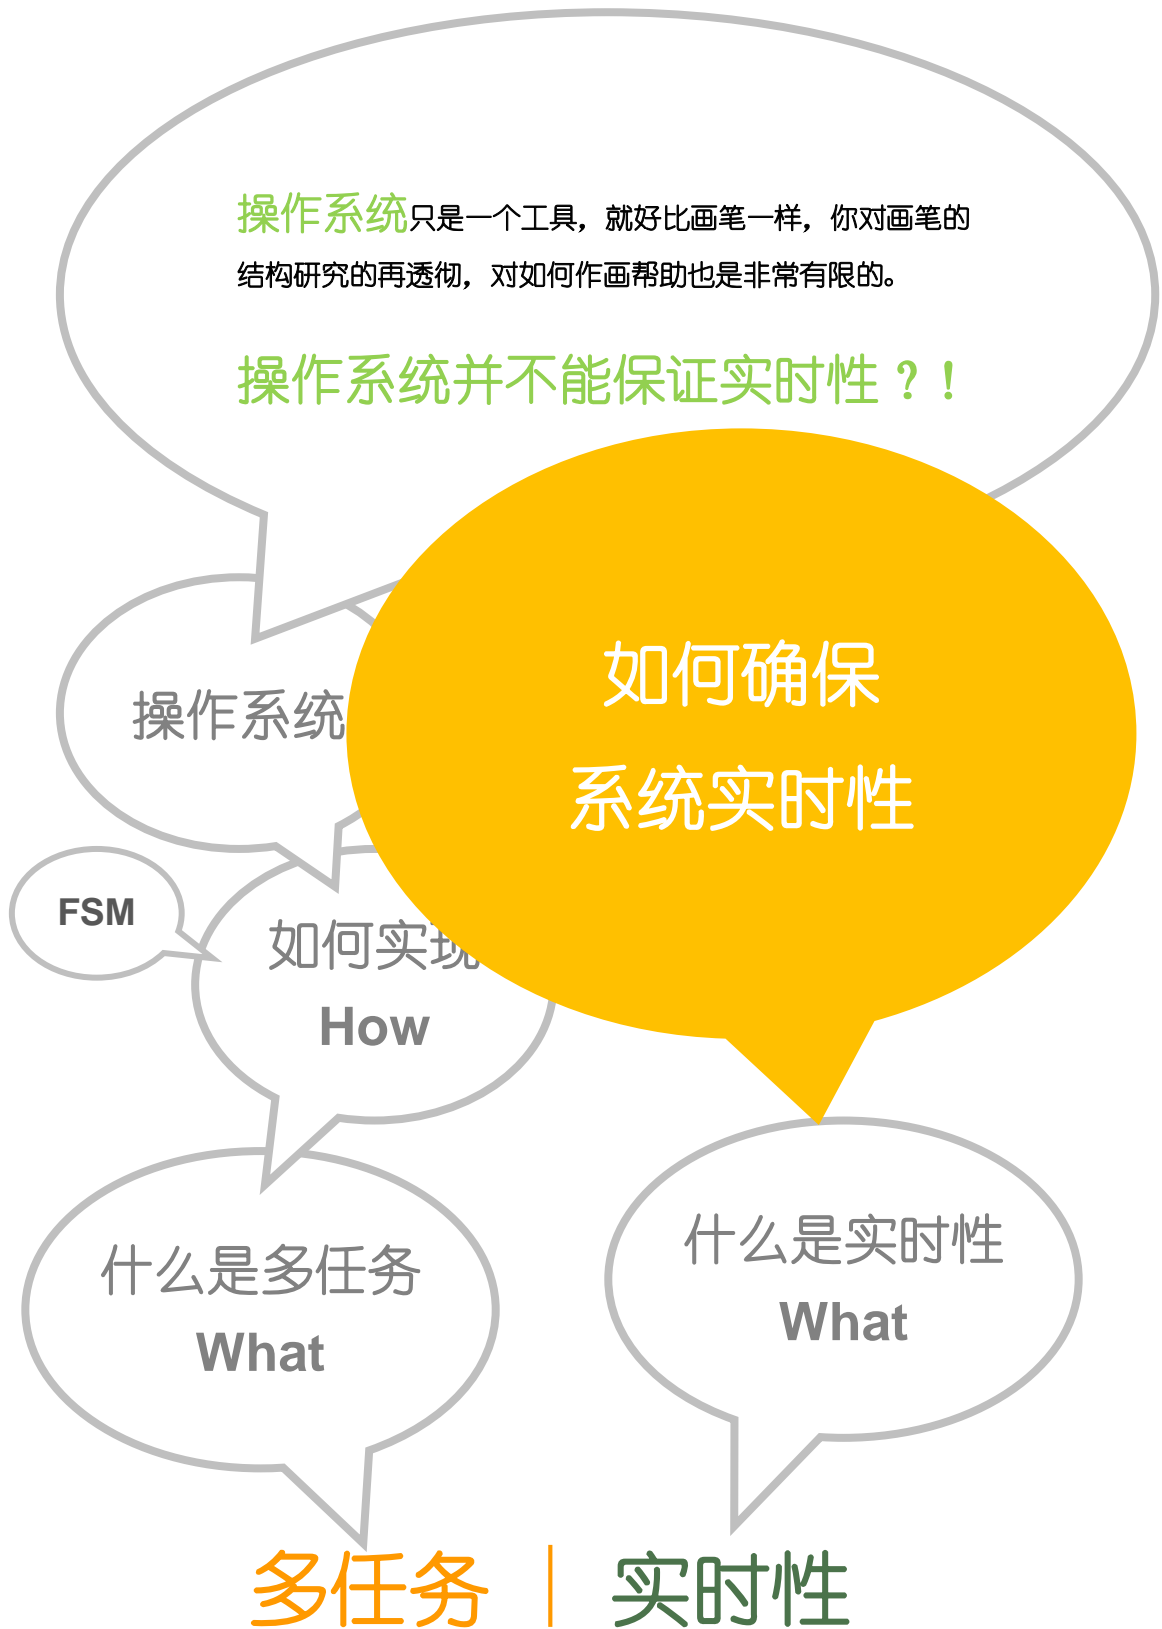 操作系统只是一个工具，就好比画笔一样，你对画笔的
结构研究的再透彻，对如何作画帮助也是非常有限的。
操作系统并不能保证实时性？！
如何确保
系统实时性
操作系统
FSM
如何实现
How
什么是多任务
What
什么是实时性
What
多任务｜实时性